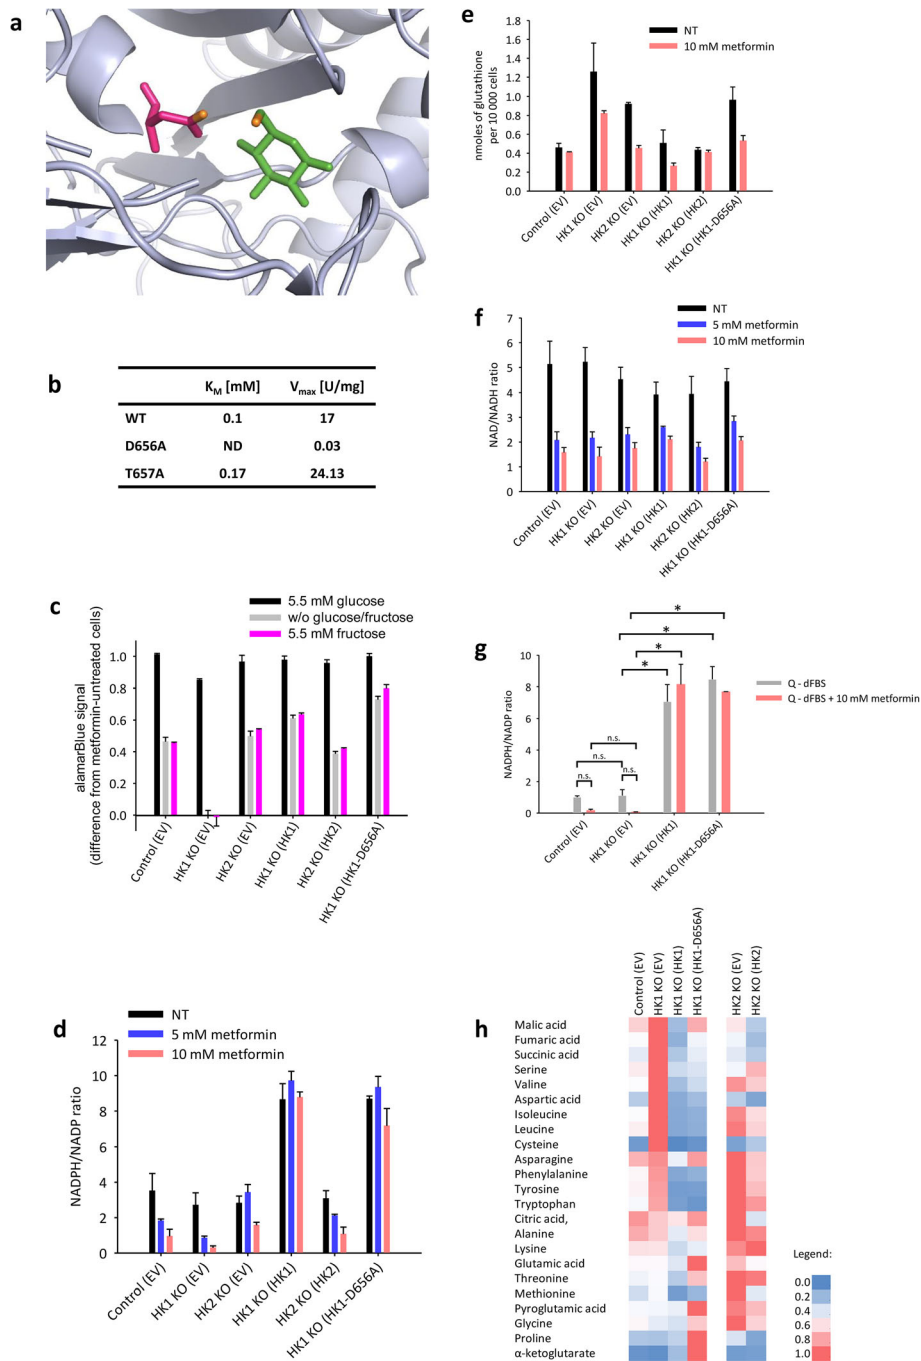 a
b
K_M [mM] V_max [U/mg]
WT 0.1 17
D656A ND 0.03
T657A 0.17 24.13
c
5.5 mM glucose
w/o glucose/fructose
5.5 mM fructose
alamarBlue signal
(difference from metformin-untreated cells)
1.0
0.8
0.6
0.4
0.2
0.0
Control (EV)
HK1 KO (EV)
HK2 KO (EV)
HK1 KO (HK1)
HK2 KO (HK2)
HK1 KO (HK1-D656A)
d
NT
5 mM metformin
10 mM metformin
NADPH/NADP ratio
12
10
8
6
4
2
0
Control (EV)
HK1 KO (EV)
HK2 KO (EV)
HK1 KO (HK1)
HK2 KO (HK2)
HK1 KO (HK1-D656A)
e
NT
10 mM metformin
nmoles of glutathione
per 10 000 cells
1.8
1.6
1.4
1.2
1.0
0.8
0.6
0.4
0.2
0.0
Control (EV)
HK1 KO (EV)
HK2 KO (EV)
HK1 KO (HK1)
HK2 KO (HK2)
HK1 KO (HK1-D656A)
f
NT
5 mM metformin
10 mM metformin
NAD/NADH ratio
7
6
5
4
3
2
1
0
Control (EV)
HK1 KO (EV)
HK2 KO (EV)
HK1 KO (HK1)
HK2 KO (HK2)
HK1 KO (HK1-D656A)
g
*
*
*
*
n.s.
n.s.
n.s.
n.s.
Q - dFBS
Q - dFBS + 10 mM metformin
NADPH/NADP ratio
10
8
6
4
2
0
Control (EV)
HK1 KO (EV)
HK1 KO (HK1)
HK1 KO (HK1-D656A)
h
Control (EV)
HK1 KO (EV)
HK1 KO (HK1)
HK1 KO (HK1-D656A)
HK2 KO (EV)
HK2 KO (HK2)
Malic acid
Fumaric acid
Succinic acid
Serine
Valine
Aspartic acid
Isoleucine
Leucine
Cysteine
Asparagine
Phenylalanine
Tyrosine
Tryptophan
Citric acid,
Alanine
Lysine
Glutamic acid
Threonine
Methionine
Pyroglutamic acid
Glycine
Proline
α-ketoglutarate
Legend:
0.0
0.2
0.4
0.6
0.8
1.0